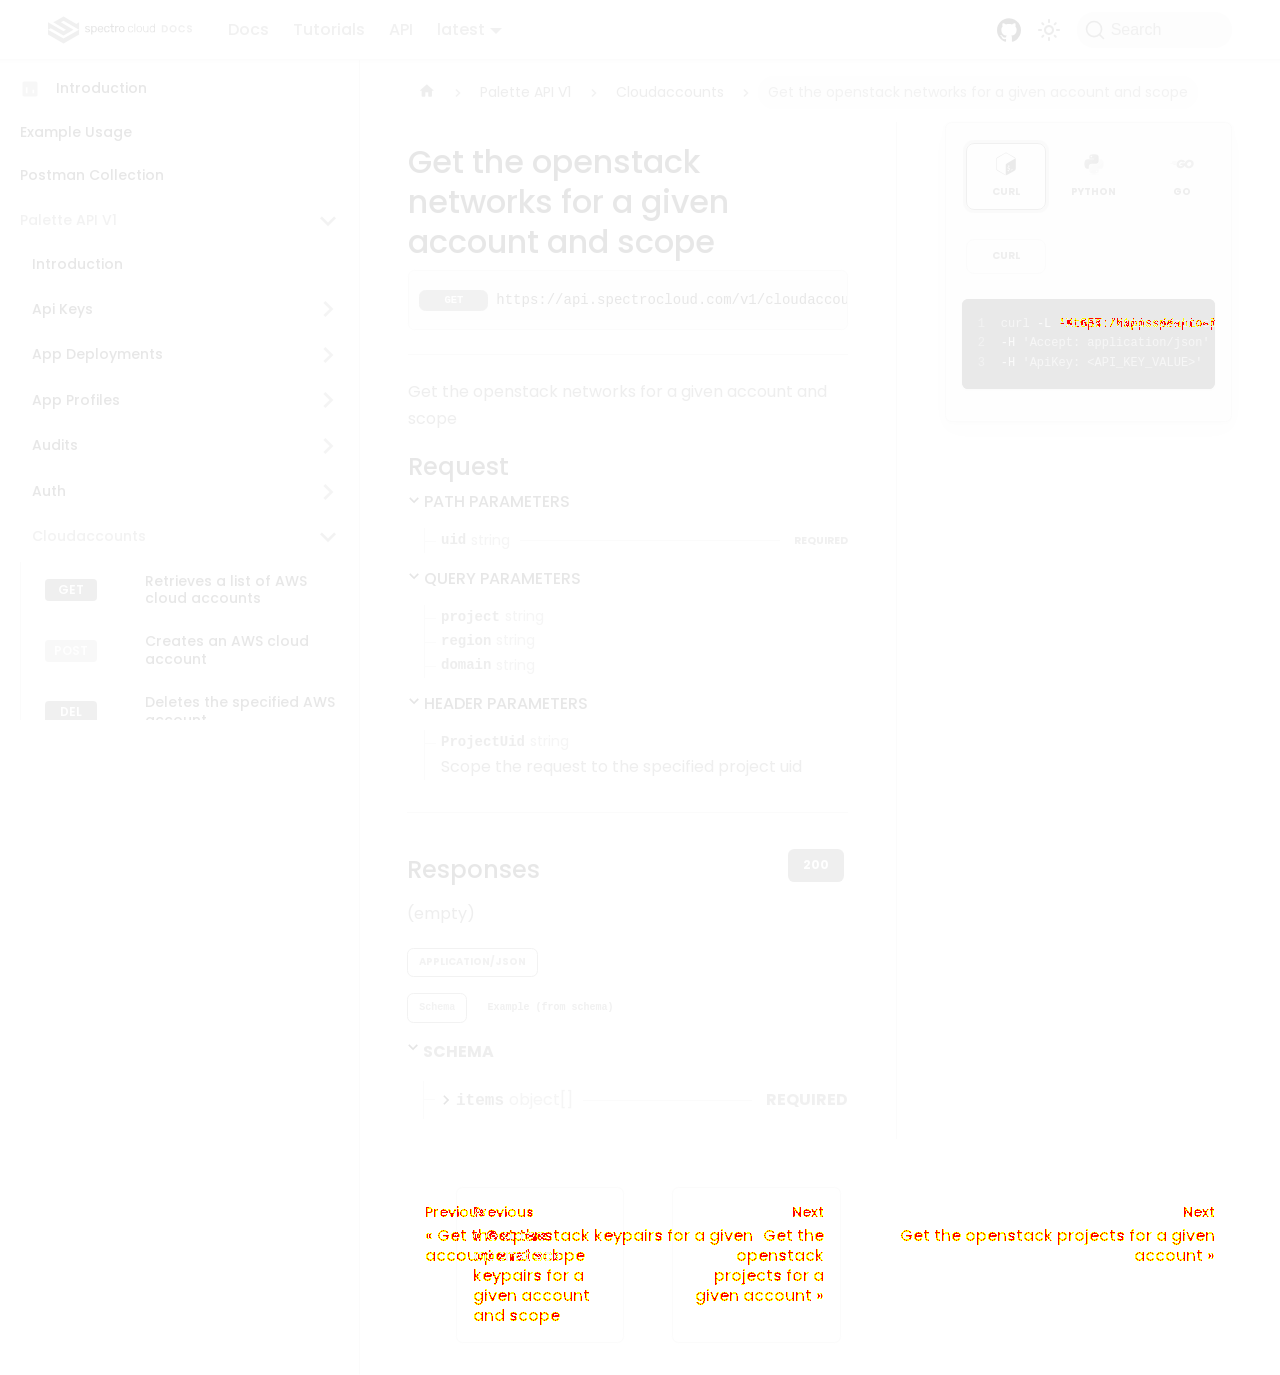 spectro cloud DOCS
Docs Tutorials API latest
Search
Introduction
Example Usage
Postman Collection
Palette API V1
Introduction
Api Keys
App Deployments
App Profiles
Audits
Auth
Cloudaccounts
GET Retrieves a list of AWS
cloud accounts
POST Creates an AWS cloud
account
DEL Deletes the specified AWS
Palette API V1 Cloudaccounts Get the openstack networks for a given account and scope
Get the openstack
networks for a given
account and scope
GET https://api.spectrocloud.com/v1/cloudaccou
Get the openstack networks for a given account and
scope
Request
PATH PARAMETERS
uid string REQUIRED
QUERY PARAMETERS
project string
region string
domain string
HEADER PARAMETERS
ProjectUid string
Scope the request to the specified project uid
Responses
200
(empty)
APPLICATION/JSON
Schema Example (from schema)
SCHEMA
items object[] REQUIRED
CURL PYTHON GO
CURL
1 curl -L
2 -H 'Accept: application/json'
3 -H 'ApiKey: <API_KEY_VALUE>'
Previous
keypairs for a
given account
and scope
Next
Get the
openstack
projects for a
given account »
Next
Get the openstack projects for a given
account »